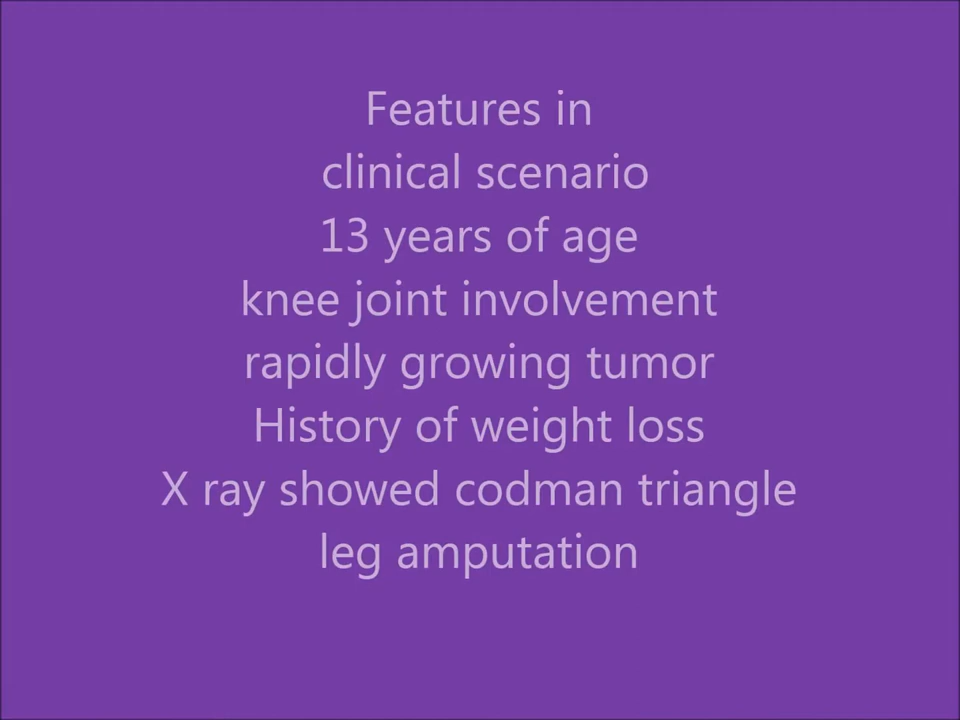 Features in
clinical scenario
13 years of age
knee joint involvement
rapidly growing tumor
History of weight loss
X ray showed codman triangle
leg amputation